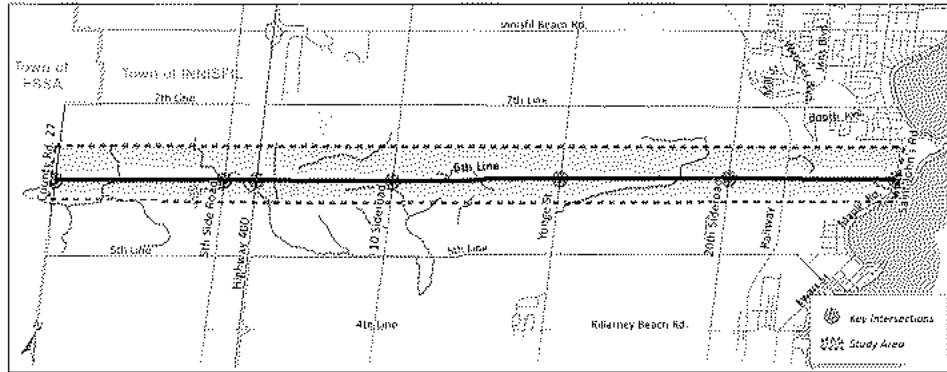 Innisfil Beach Rd.
Town of
ESSA
Town of INNISFIL
7th Line
7th Line
County Rd. 27
6th Line
5th Side Road
Highway 400
10 Sideroad
Yonge St
20th Sideroad
Railway
5th Line
5th Line
4th Line
Killarney Beach Rd.
Key Intersections
Study Area